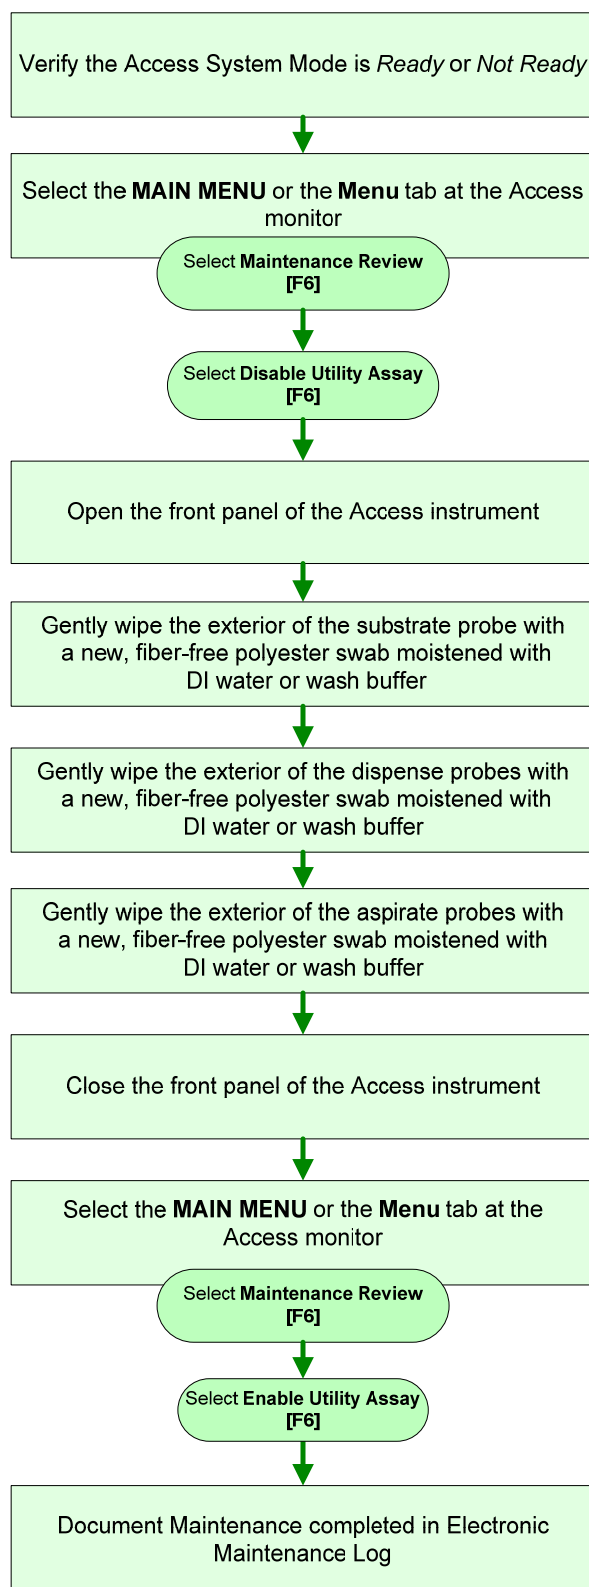 Verify the Access System Mode is Ready or Not Ready
Select the MAIN MENU or the Menu tab at the Access
monitor
Select Maintenance Review
[F6]
Select Disable Utility Assay
[F6]
Open the front panel of the Access instrument
Gently wipe the exterior of the substrate probe with
a new, fiber-free polyester swab moistened with
DI water or wash buffer
Gently wipe the exterior of the dispense probes with
a new, fiber-free polyester swab moistened with
DI water or wash buffer
Gently wipe the exterior of the aspirate probes with
a new, fiber-free polyester swab moistened with
DI water or wash buffer
Close the front panel of the Access instrument
Select the MAIN MENU or the Menu tab at the
Access monitor
Select Maintenance Review
[F6]
Select Enable Utility Assay
[F6]
Document Maintenance completed in Electronic
Maintenance Log